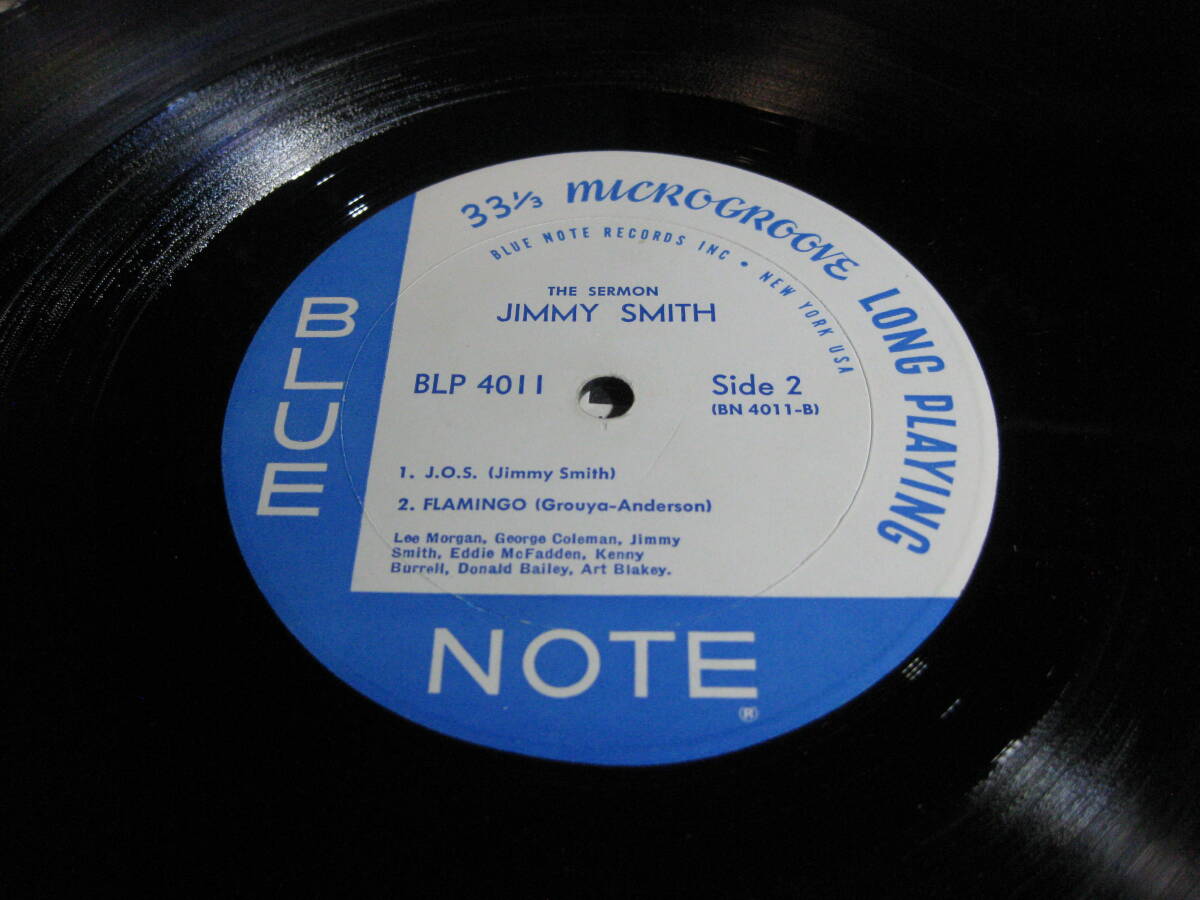 33⅓ MICROGROOVE LONG PLAYING
BLUE NOTE RECORDS INC • NEW YORK USA
THE SERMON
JIMMY SMITH
BLP 4011
Side 2
(BN 4011-B)
1. J.O.S. (Jimmy Smith)
2. FLAMINGO (Grouya-Anderson)
Lee Morgan, George Coleman, Jimmy
Smith, Eddie McFadden, Kenny
Burrell, Donald Bailey, Art Blakey.
BLUE
NOTE
®